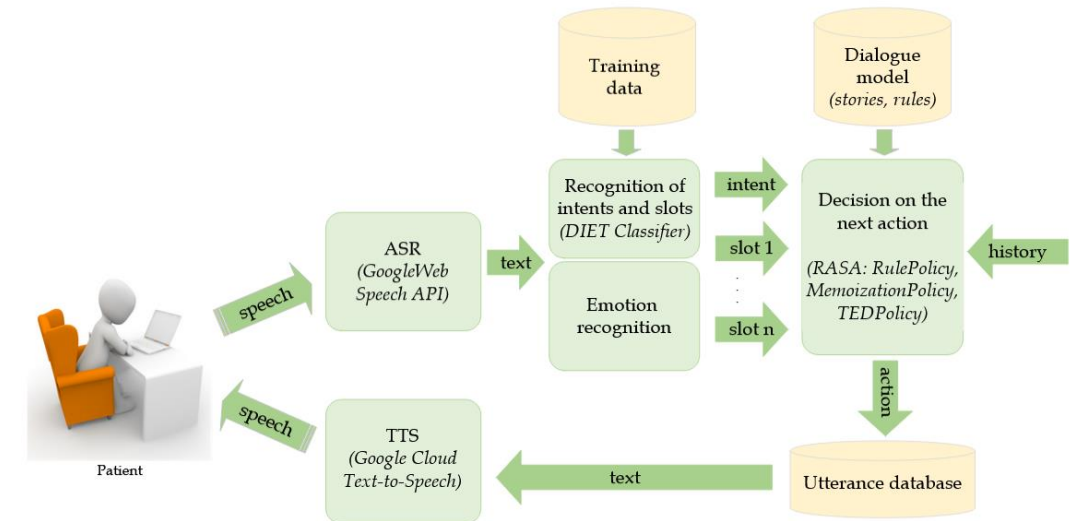 Training
data
Dialogue
model
(stories, rules)
Recognition of
intents and slots
(DIET Classifier)
intent
Decision on the
next action
(RASA: RulePolicy,
MemoizationPolicy,
TEDPolicy)
history
ASR
(GoogleWeb
Speech API)
text
slot 1
.
.
.
slot n
Emotion
recognition
speech
action
speech
TTS
(Google Cloud
Text-to-Speech)
text
Utterance database
Patient